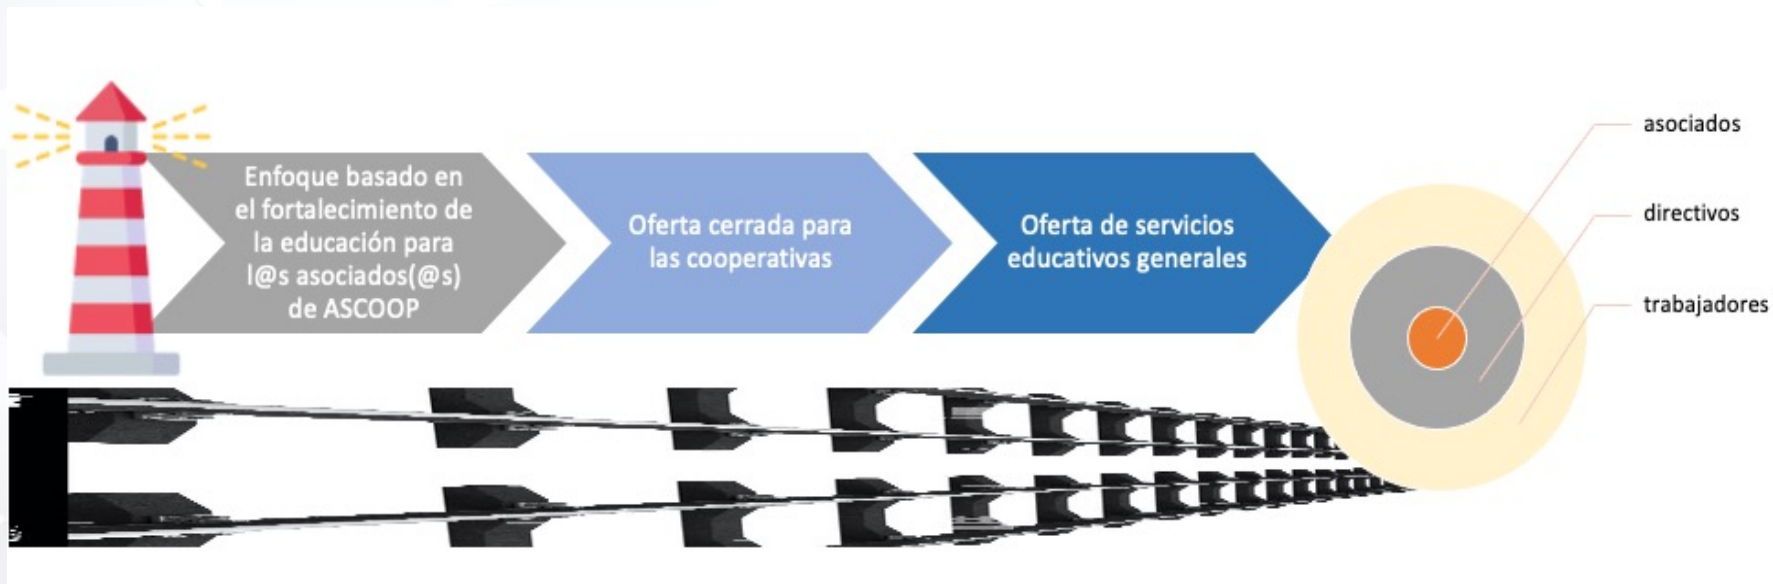 Enfoque basado en
el fortalecimiento de
la educación para
l@s asociados(@s)
de ASCOOP
Oferta cerrada para
las cooperativas
Oferta de servicios
educativos generales
asociados
directivos
trabajadores